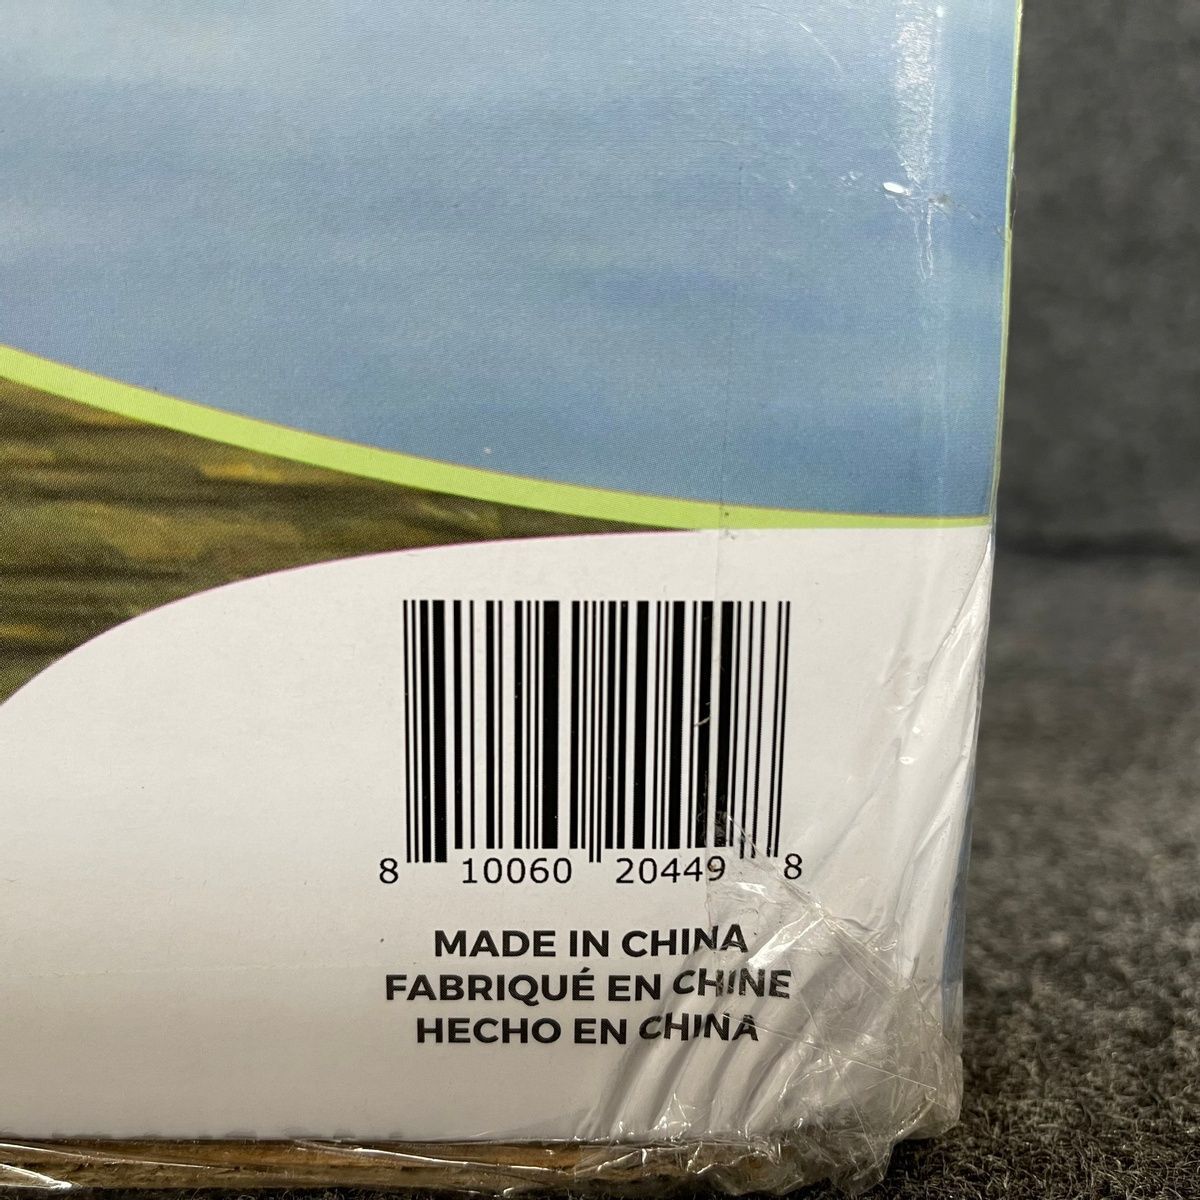 8 10060 20449 8
MADE IN CHINA
FABRIQUÉ EN CHINE
HECHO EN CHINA